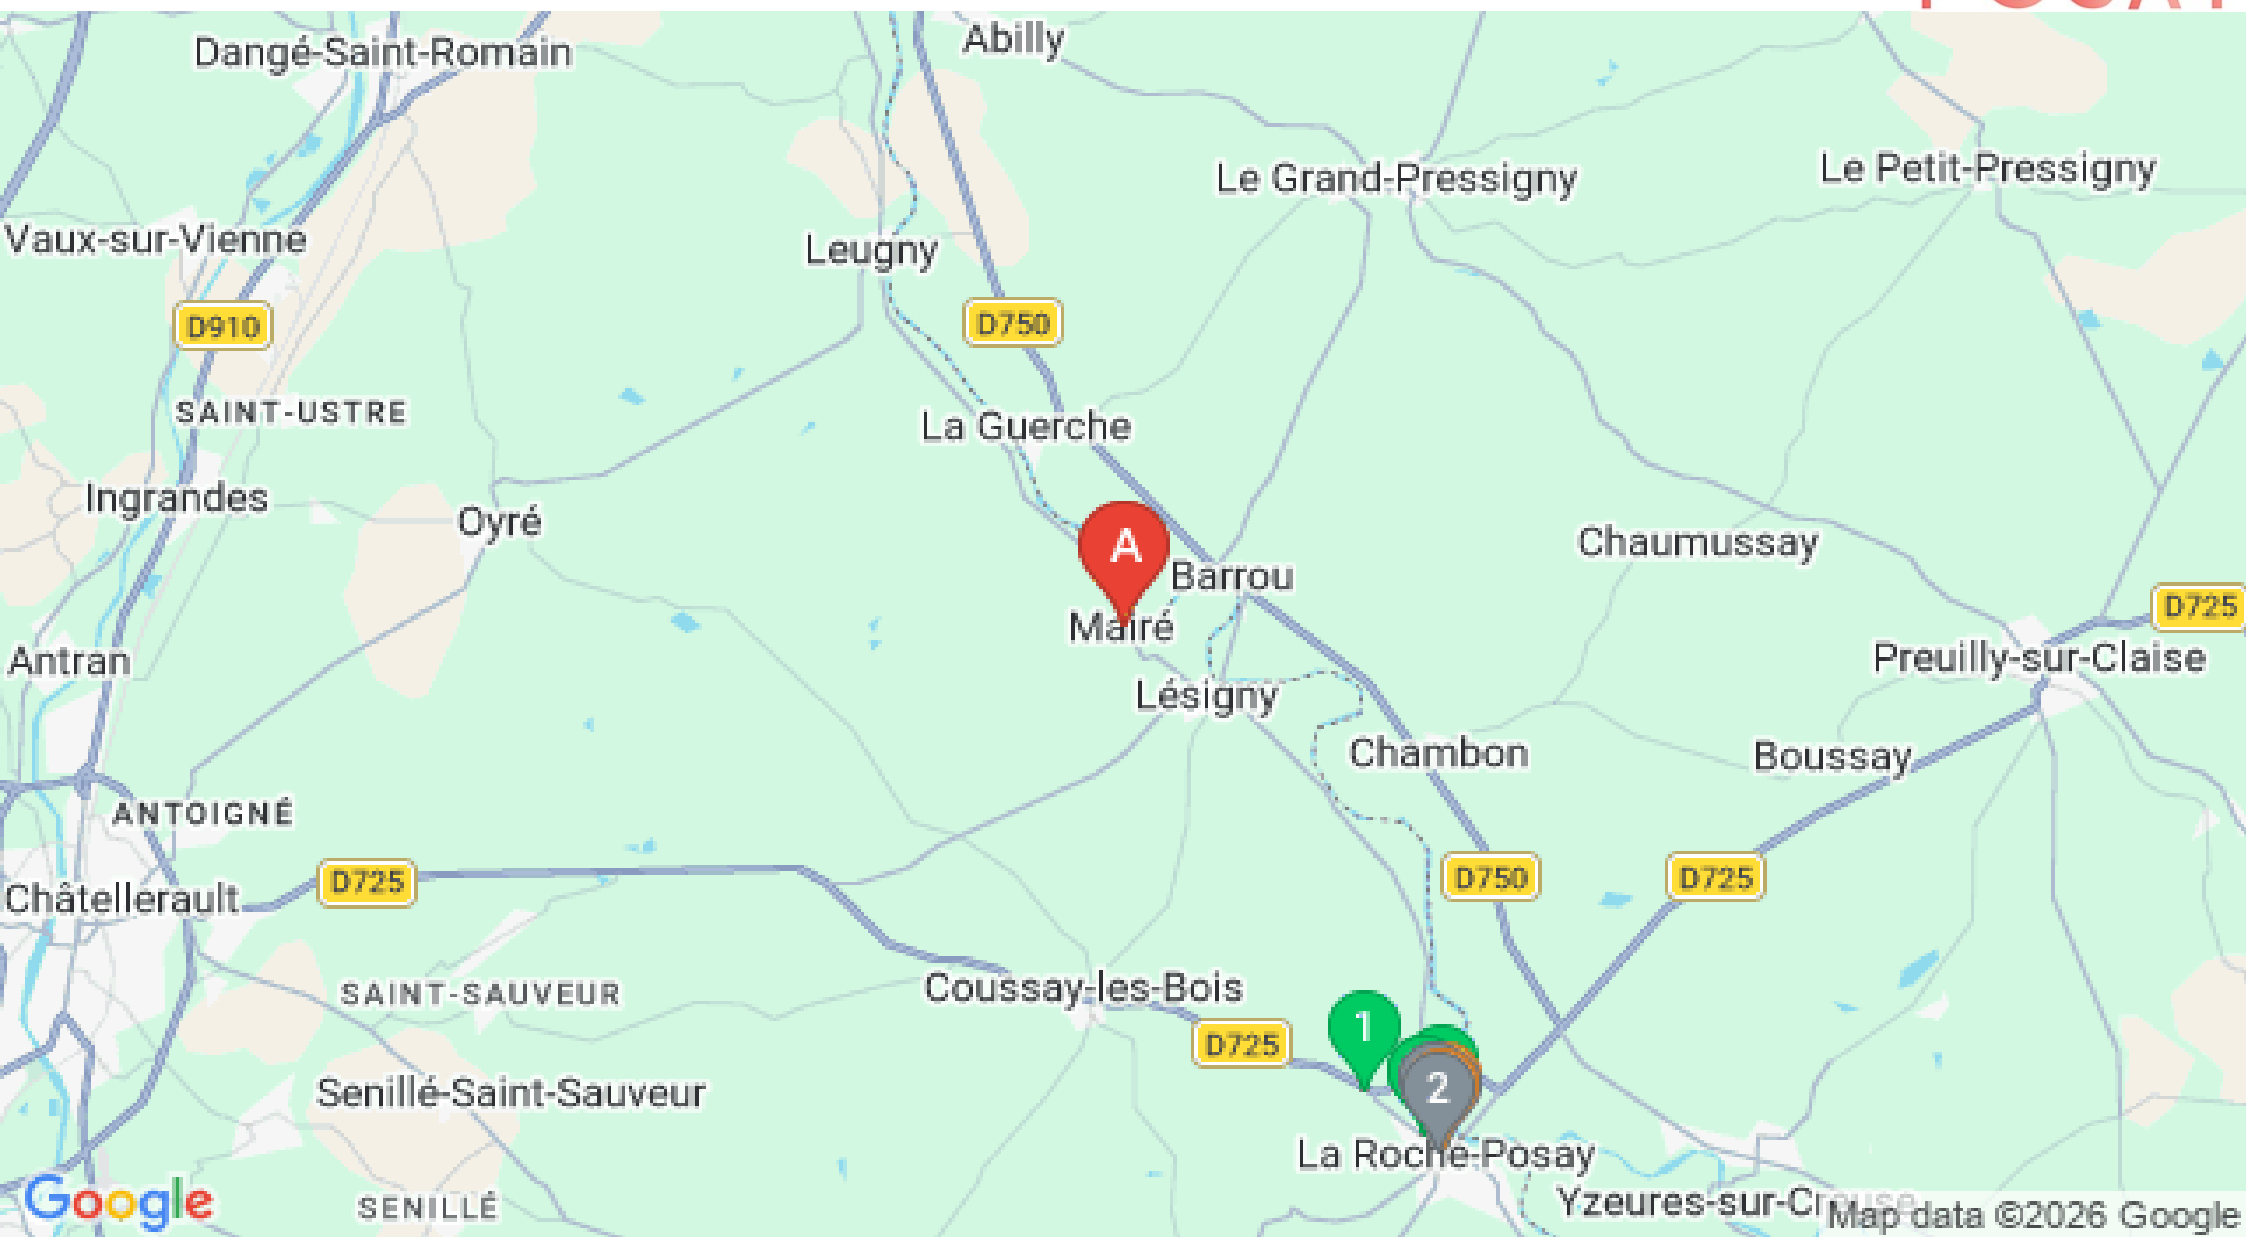 Dangé-Saint-Romain
Abilly
Le Grand-Pressigny
Le Petit-Pressigny
Vaux-sur-Vienne
Leugny
D910
D750
SAINT-USTRE
La Guerche
Ingrandes
Oyré
A
Barrou
Chaumussay
D725
Mairé
Antran
Preuilly-sur-Claise
Lésigny
Chambon
Boussay
ANTOIGNÉ
D725
D750
D725
Châtellerault
SAINT-SAUVEUR
Coussay-les-Bois
1
D725
Senillé-Saint-Sauveur
2
La Roche-Posay
Google
SENILLÉ
Yzeures-sur-Creuse
Map data ©2026 Google